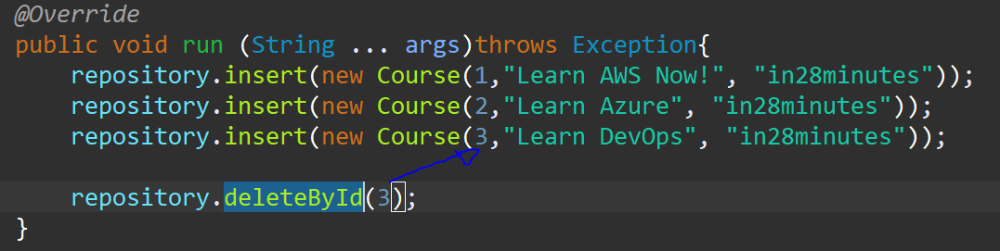 @Override
public void run (String ... args)throws Exception{
repository.insert(new Course(1,"Learn AWS Now!", "in28minutes"));
repository.insert(new Course(2,"Learn Azure", "in28minutes"));
repository.insert(new Course(3,"Learn DevOps", "in28minutes"));
repository.deleteById(3);
}